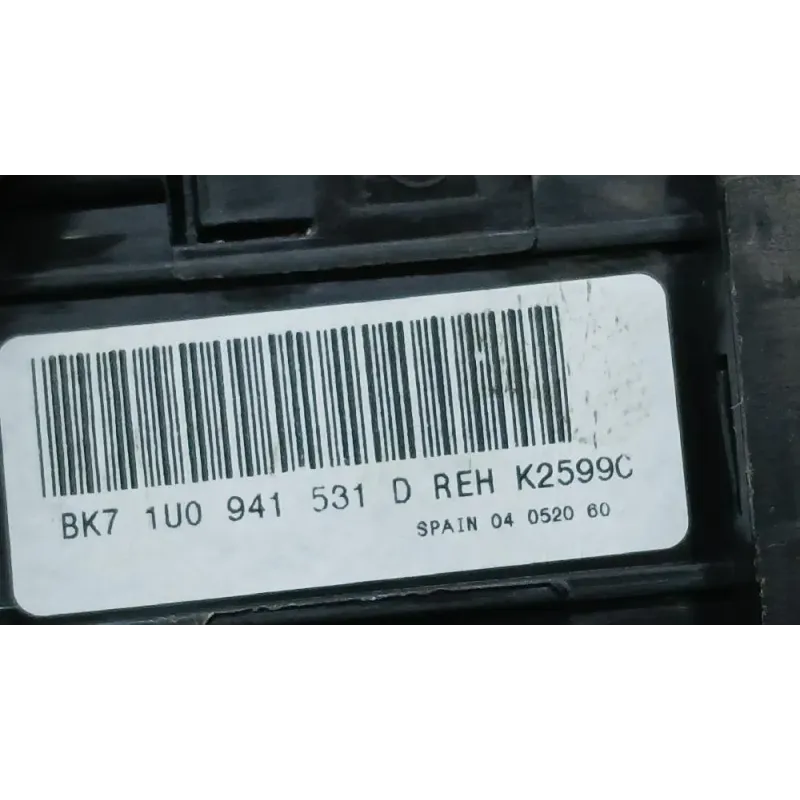 BK7 1U0 941 531 D REH K2599C
SPAIN 04 0520 60